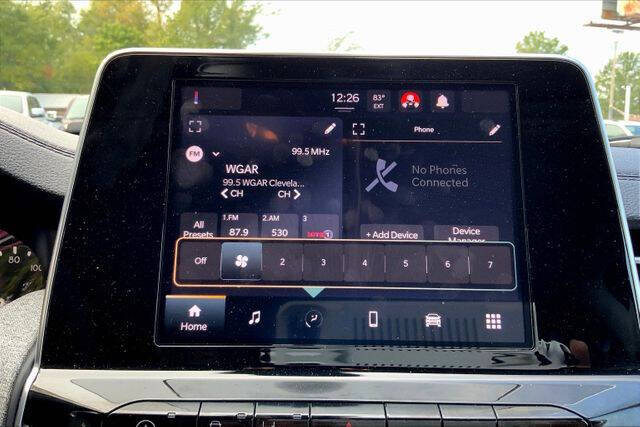 12:26 83° EXT
FM 99.5 MHz
WGAR
99.5 WGAR Clevela...
CH CH
All Presets
1.FM 87.9
2.AM 530
3
Phone
No Phones Connected
+ Add Device
Device Manager
Off 2 3 4 5 6 7
Home
80
100